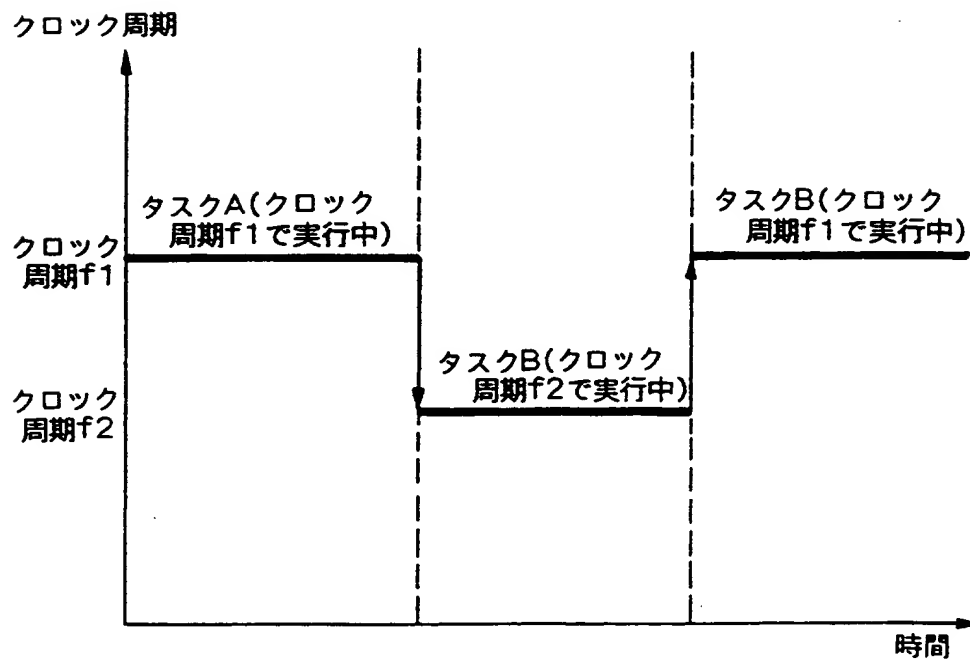 クロック周期
タスクA(クロック
周期f1で実行中)
タスクB(クロック
周期f1で実行中)
クロック
周期f1
タスクB(クロック
周期f2で実行中)
クロック
周期f2
時間